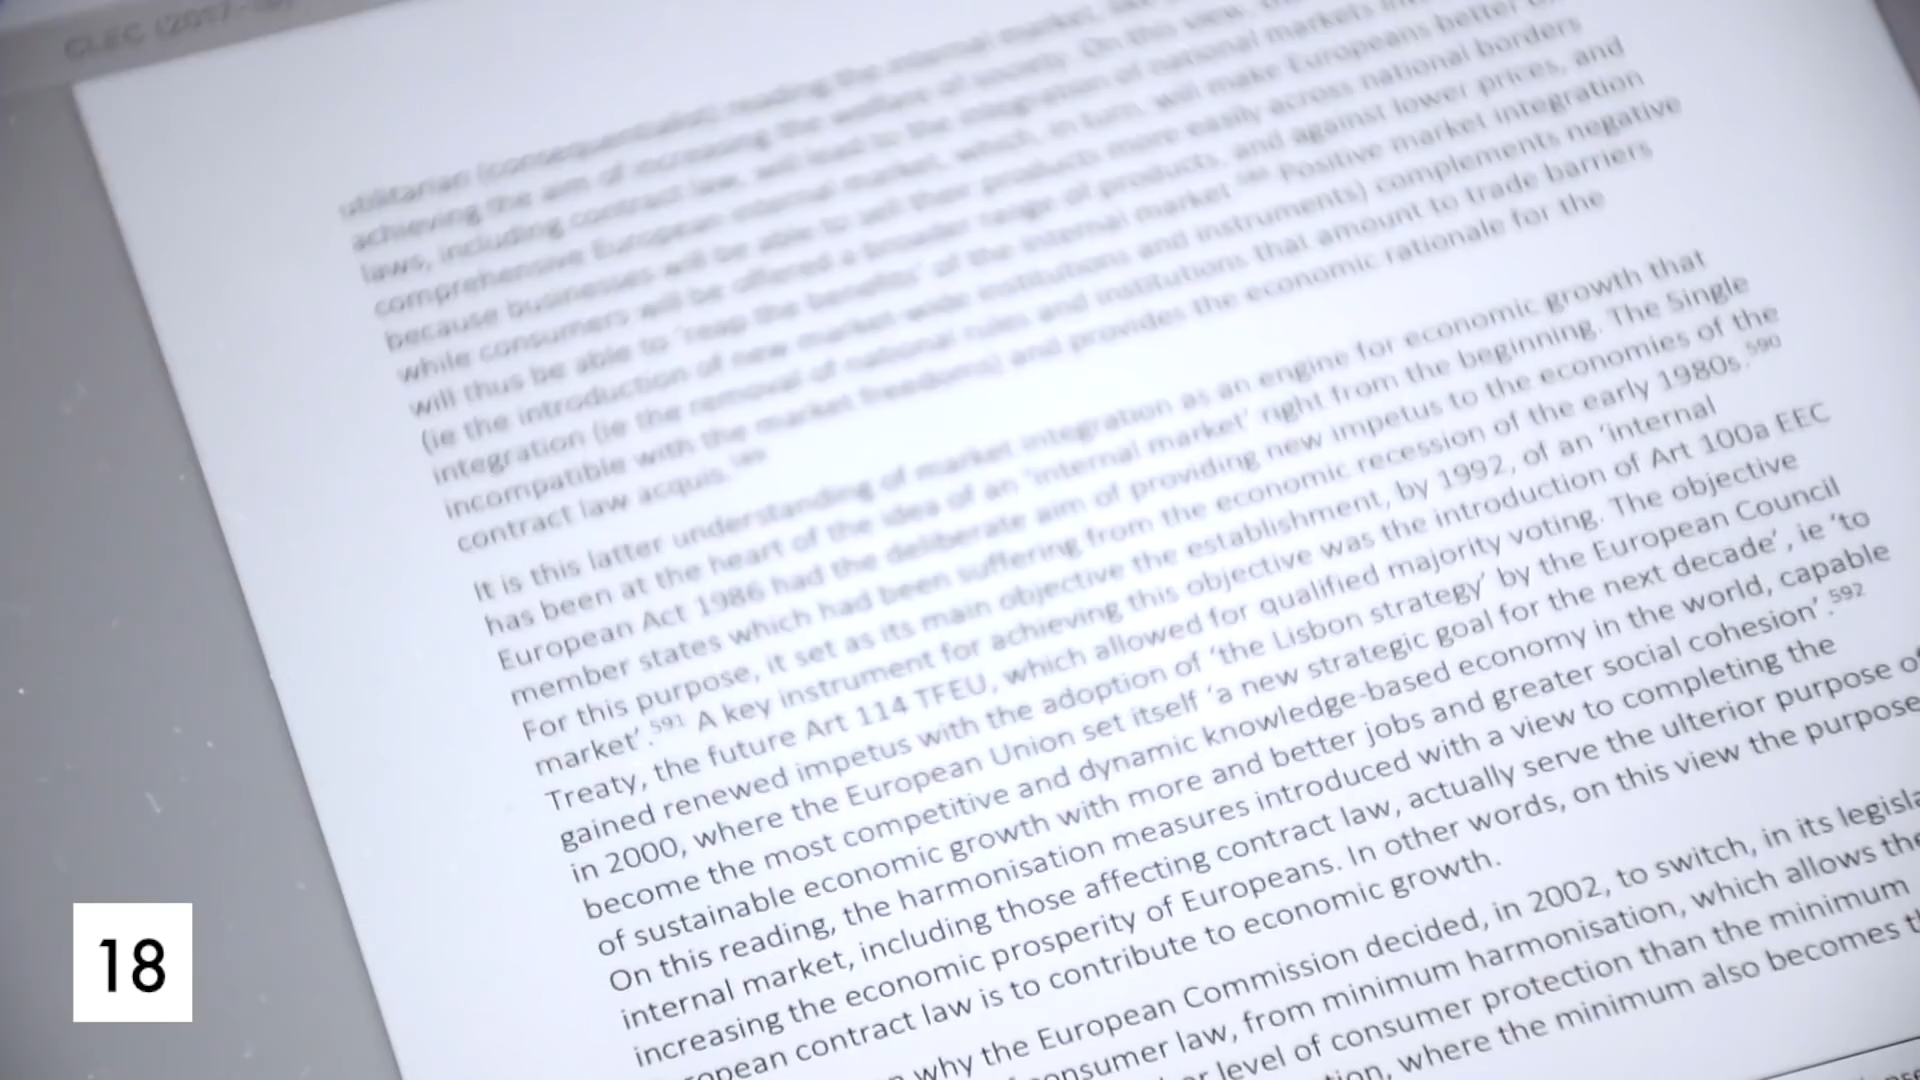 CLEC (2017-
utilitarian (consequentialist) reading the internal market,
achieving the aim of increasing the welfare of society. On this view,
laws, including contract law, will lead to the integration of national markets
comprehensive European internal market, which, in turn, will make Europeans better
because businesses will be able to sell their products more easily across national borders
while consumers will be offered a broader range of products, and against lower prices, and
will thus be able to ‘reap the benefits’ of the internal market. Positive market integration
(ie the introduction of new market-wide institutions and instruments) complements negative
integration (ie the removal of national rules and institutions that amount to trade barriers
incompatible with the market freedoms) and provides the economic rationale for the
contract law acquis.
It is this latter understanding of market integration as an engine for economic growth that
has been at the heart of the idea of an ‘internal market’ right from the beginning. The Single
European Act 1986 had the deliberate aim of providing new impetus to the economies of the
member states which had been suffering from the economic recession of the early 1980s.590
For this purpose, it set as its main objective the establishment, by 1992, of an ‘internal
market’.591 A key instrument for achieving this objective was the introduction of Art 100a EEC
Treaty, the future Art 114 TFEU, which allowed for qualified majority voting. The objective
gained renewed impetus with the adoption of ‘the Lisbon strategy’ by the European Council
in 2000, where the European Union set itself ‘a new strategic goal for the next decade’, ie ‘to
become the most competitive and dynamic knowledge-based economy in the world, capable
of sustainable economic growth with more and better jobs and greater social cohesion’.592
On this reading, the harmonisation measures introduced with a view to completing the
internal market, including those affecting contract law, actually serve the ulterior purpose of
increasing the economic prosperity of Europeans. In other words, on this view the purpose
opean contract law is to contribute to economic growth.
why the European Commission decided, in 2002, to switch, in its legisla
onsumer law, from minimum harmonisation, which allows the
level of consumer protection than the minimum
where the minimum also becomes
18